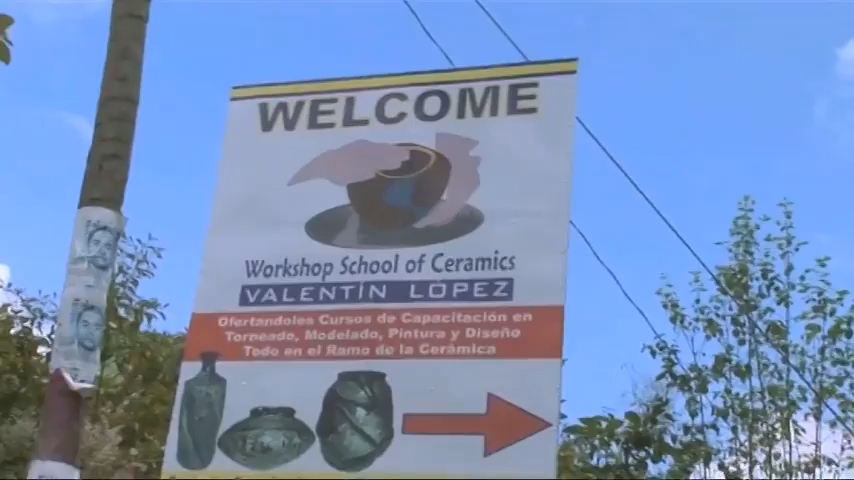 WELCOME
Workshop School of Ceramics
VALENTÍN LÓPEZ
Ofertandoles Cursos de Capacitación en
Torneado, Modelado, Pintura y Diseño
Todo en el Ramo de la Cerámica